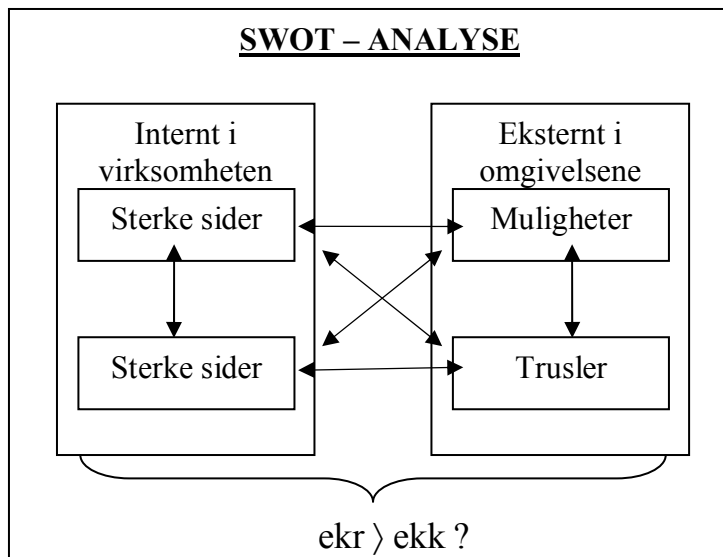 SWOT – ANALYSE
Internt i
virksomheten
Sterke sider
Sterke sider
Eksternt i
omgivelsene
Muligheter
Trusler
ekr 〉 ekk ?